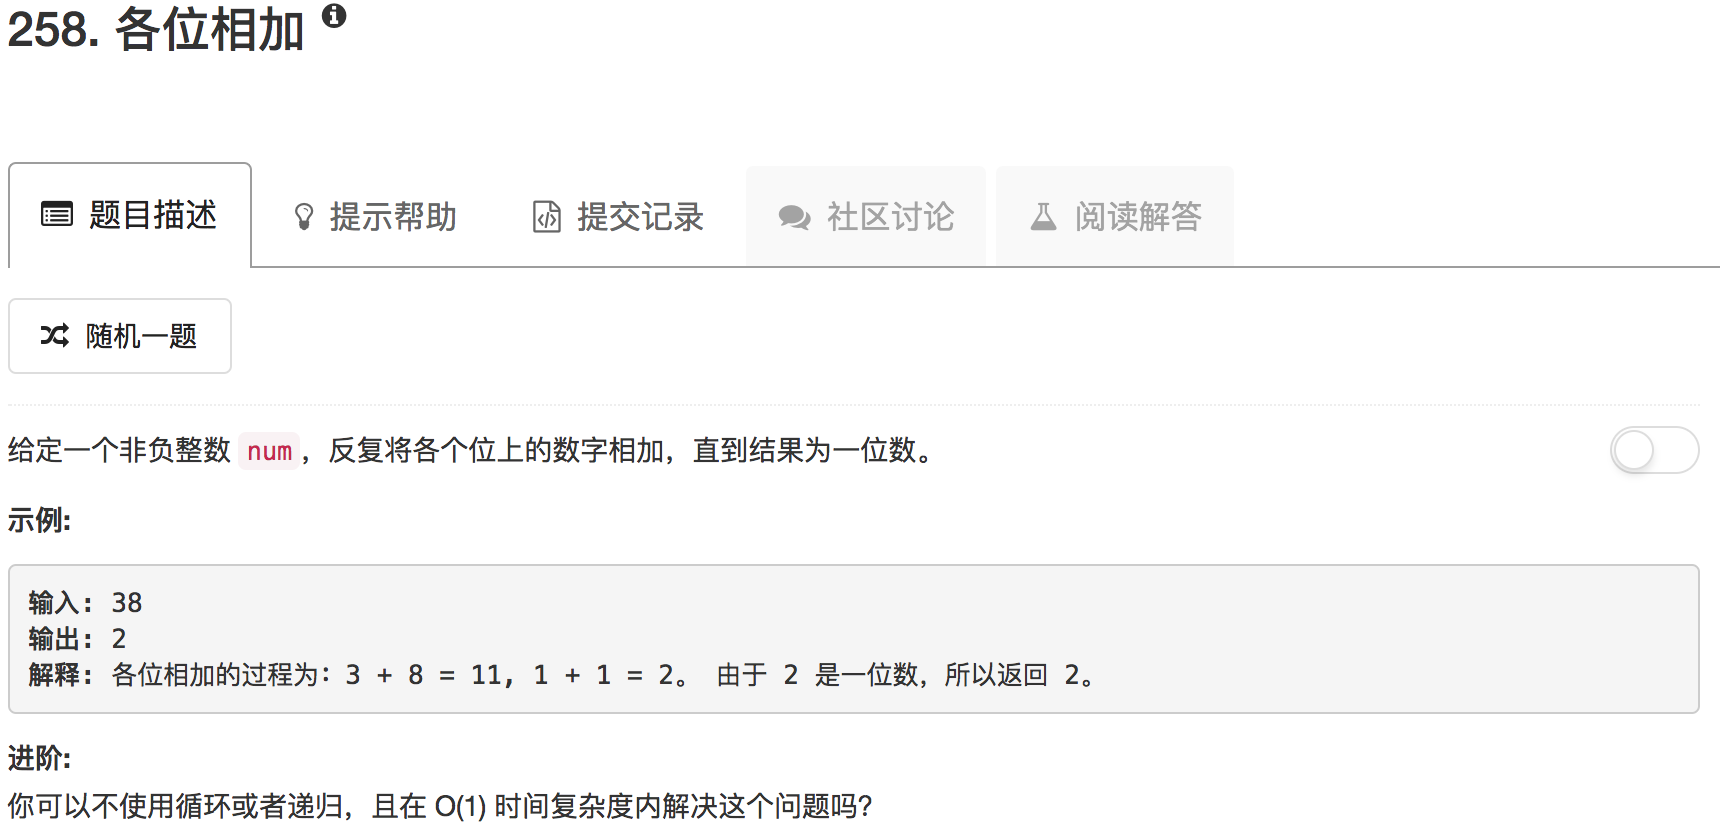 258. 各位相加
题目描述 提示帮助 提交记录 社区讨论 阅读解答
随机一题
给定一个非负整数 num，反复将各个位上的数字相加，直到结果为一位数。
示例:
输入: 38
输出: 2
解释: 各位相加的过程为：3 + 8 = 11, 1 + 1 = 2。 由于 2 是一位数，所以返回 2。
进阶:
你可以不使用循环或者递归，且在 O(1) 时间复杂度内解决这个问题吗?